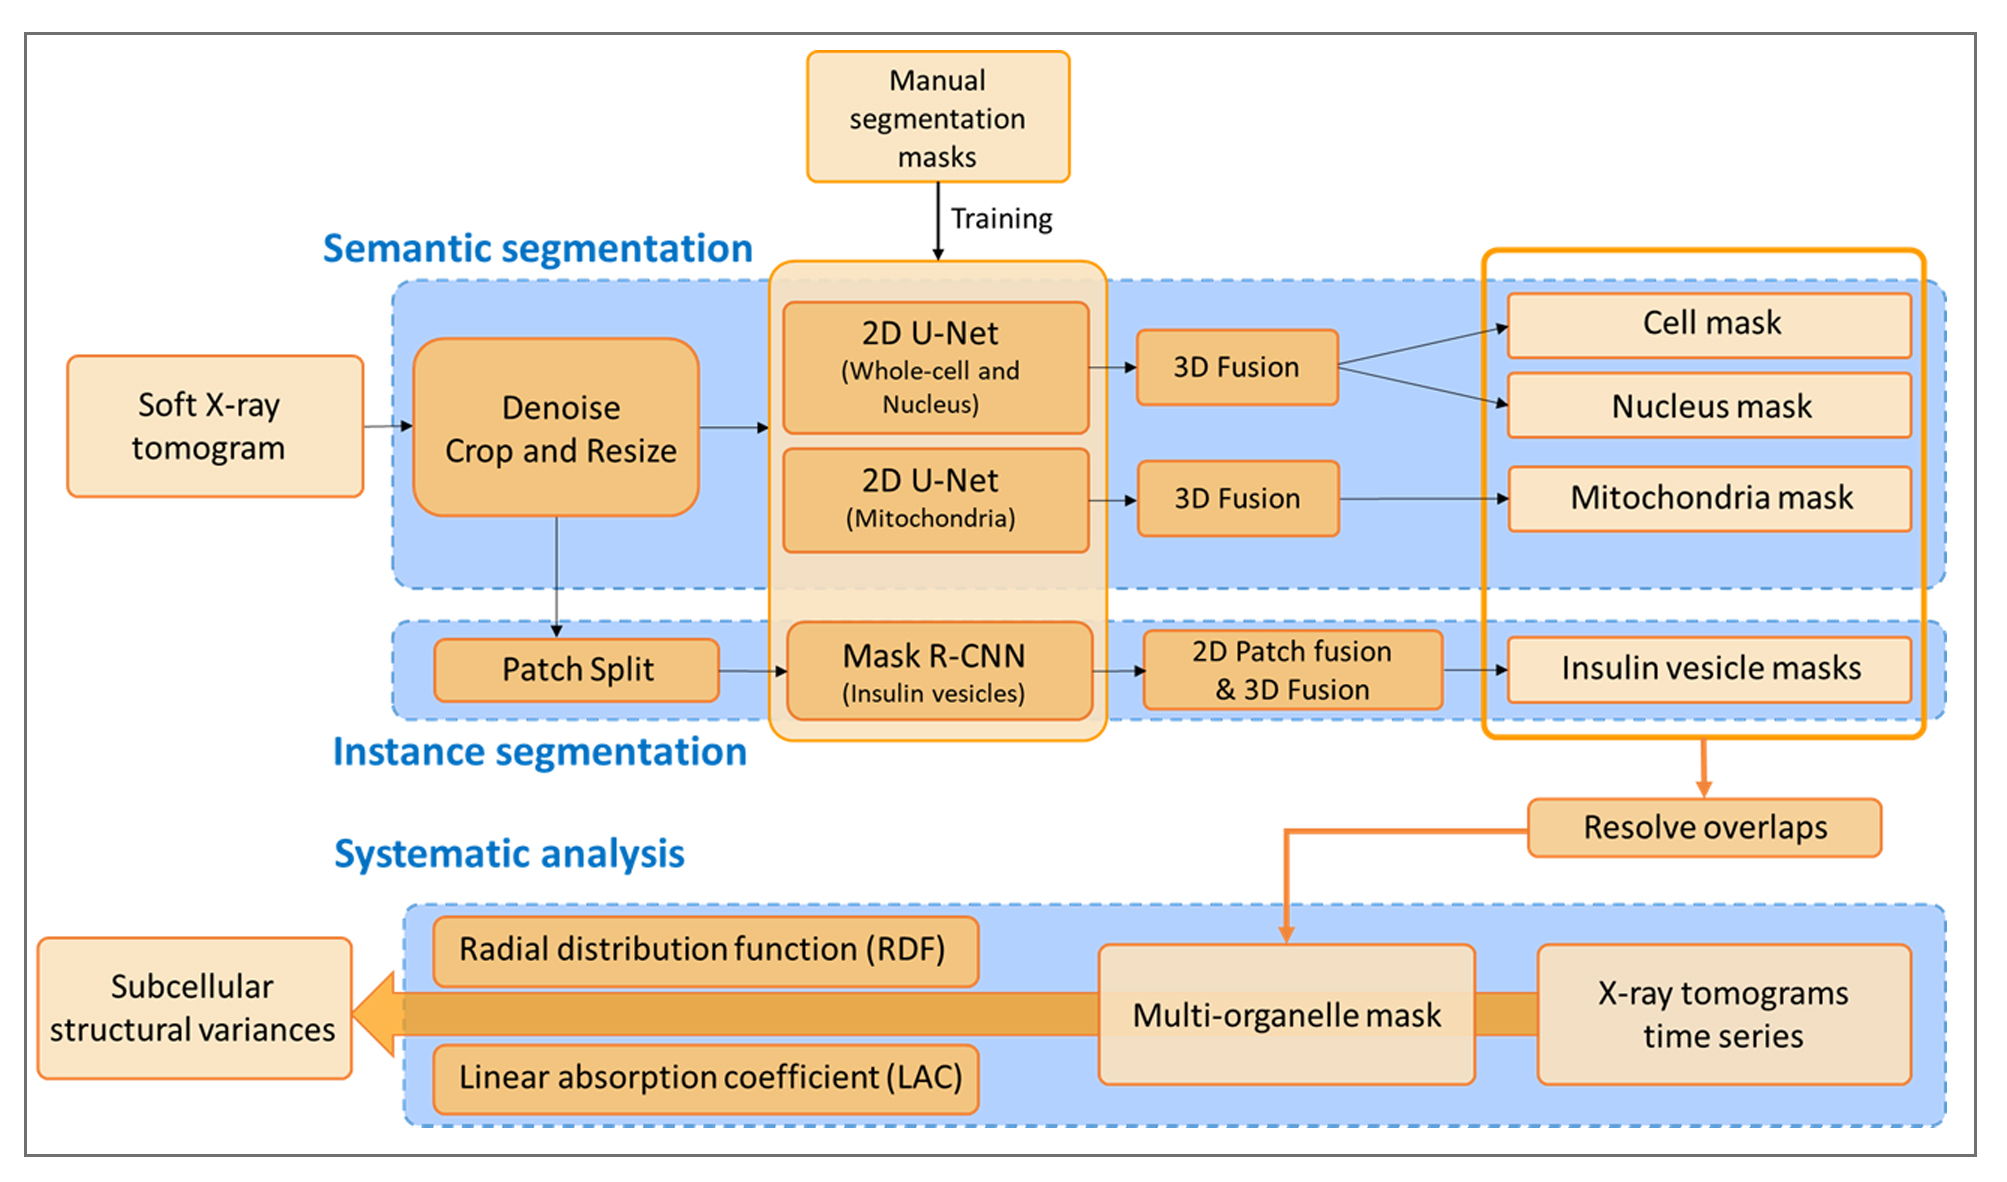 Manual
segmentation
masks
Training
Semantic segmentation
Soft X-ray
tomogram
Denoise
Crop and Resize
2D U-Net
(Whole-cell and
Nucleus)
3D Fusion
Cell mask
Nucleus mask
2D U-Net
(Mitochondria)
3D Fusion
Mitochondria mask
Patch Split
Mask R-CNN
(Insulin vesicles)
2D Patch fusion
& 3D Fusion
Insulin vesicle masks
Instance segmentation
Resolve overlaps
Systematic analysis
Radial distribution function (RDF)
Subcellular
structural variances
Multi-organelle mask
X-ray tomograms
time series
Linear absorption coefficient (LAC)